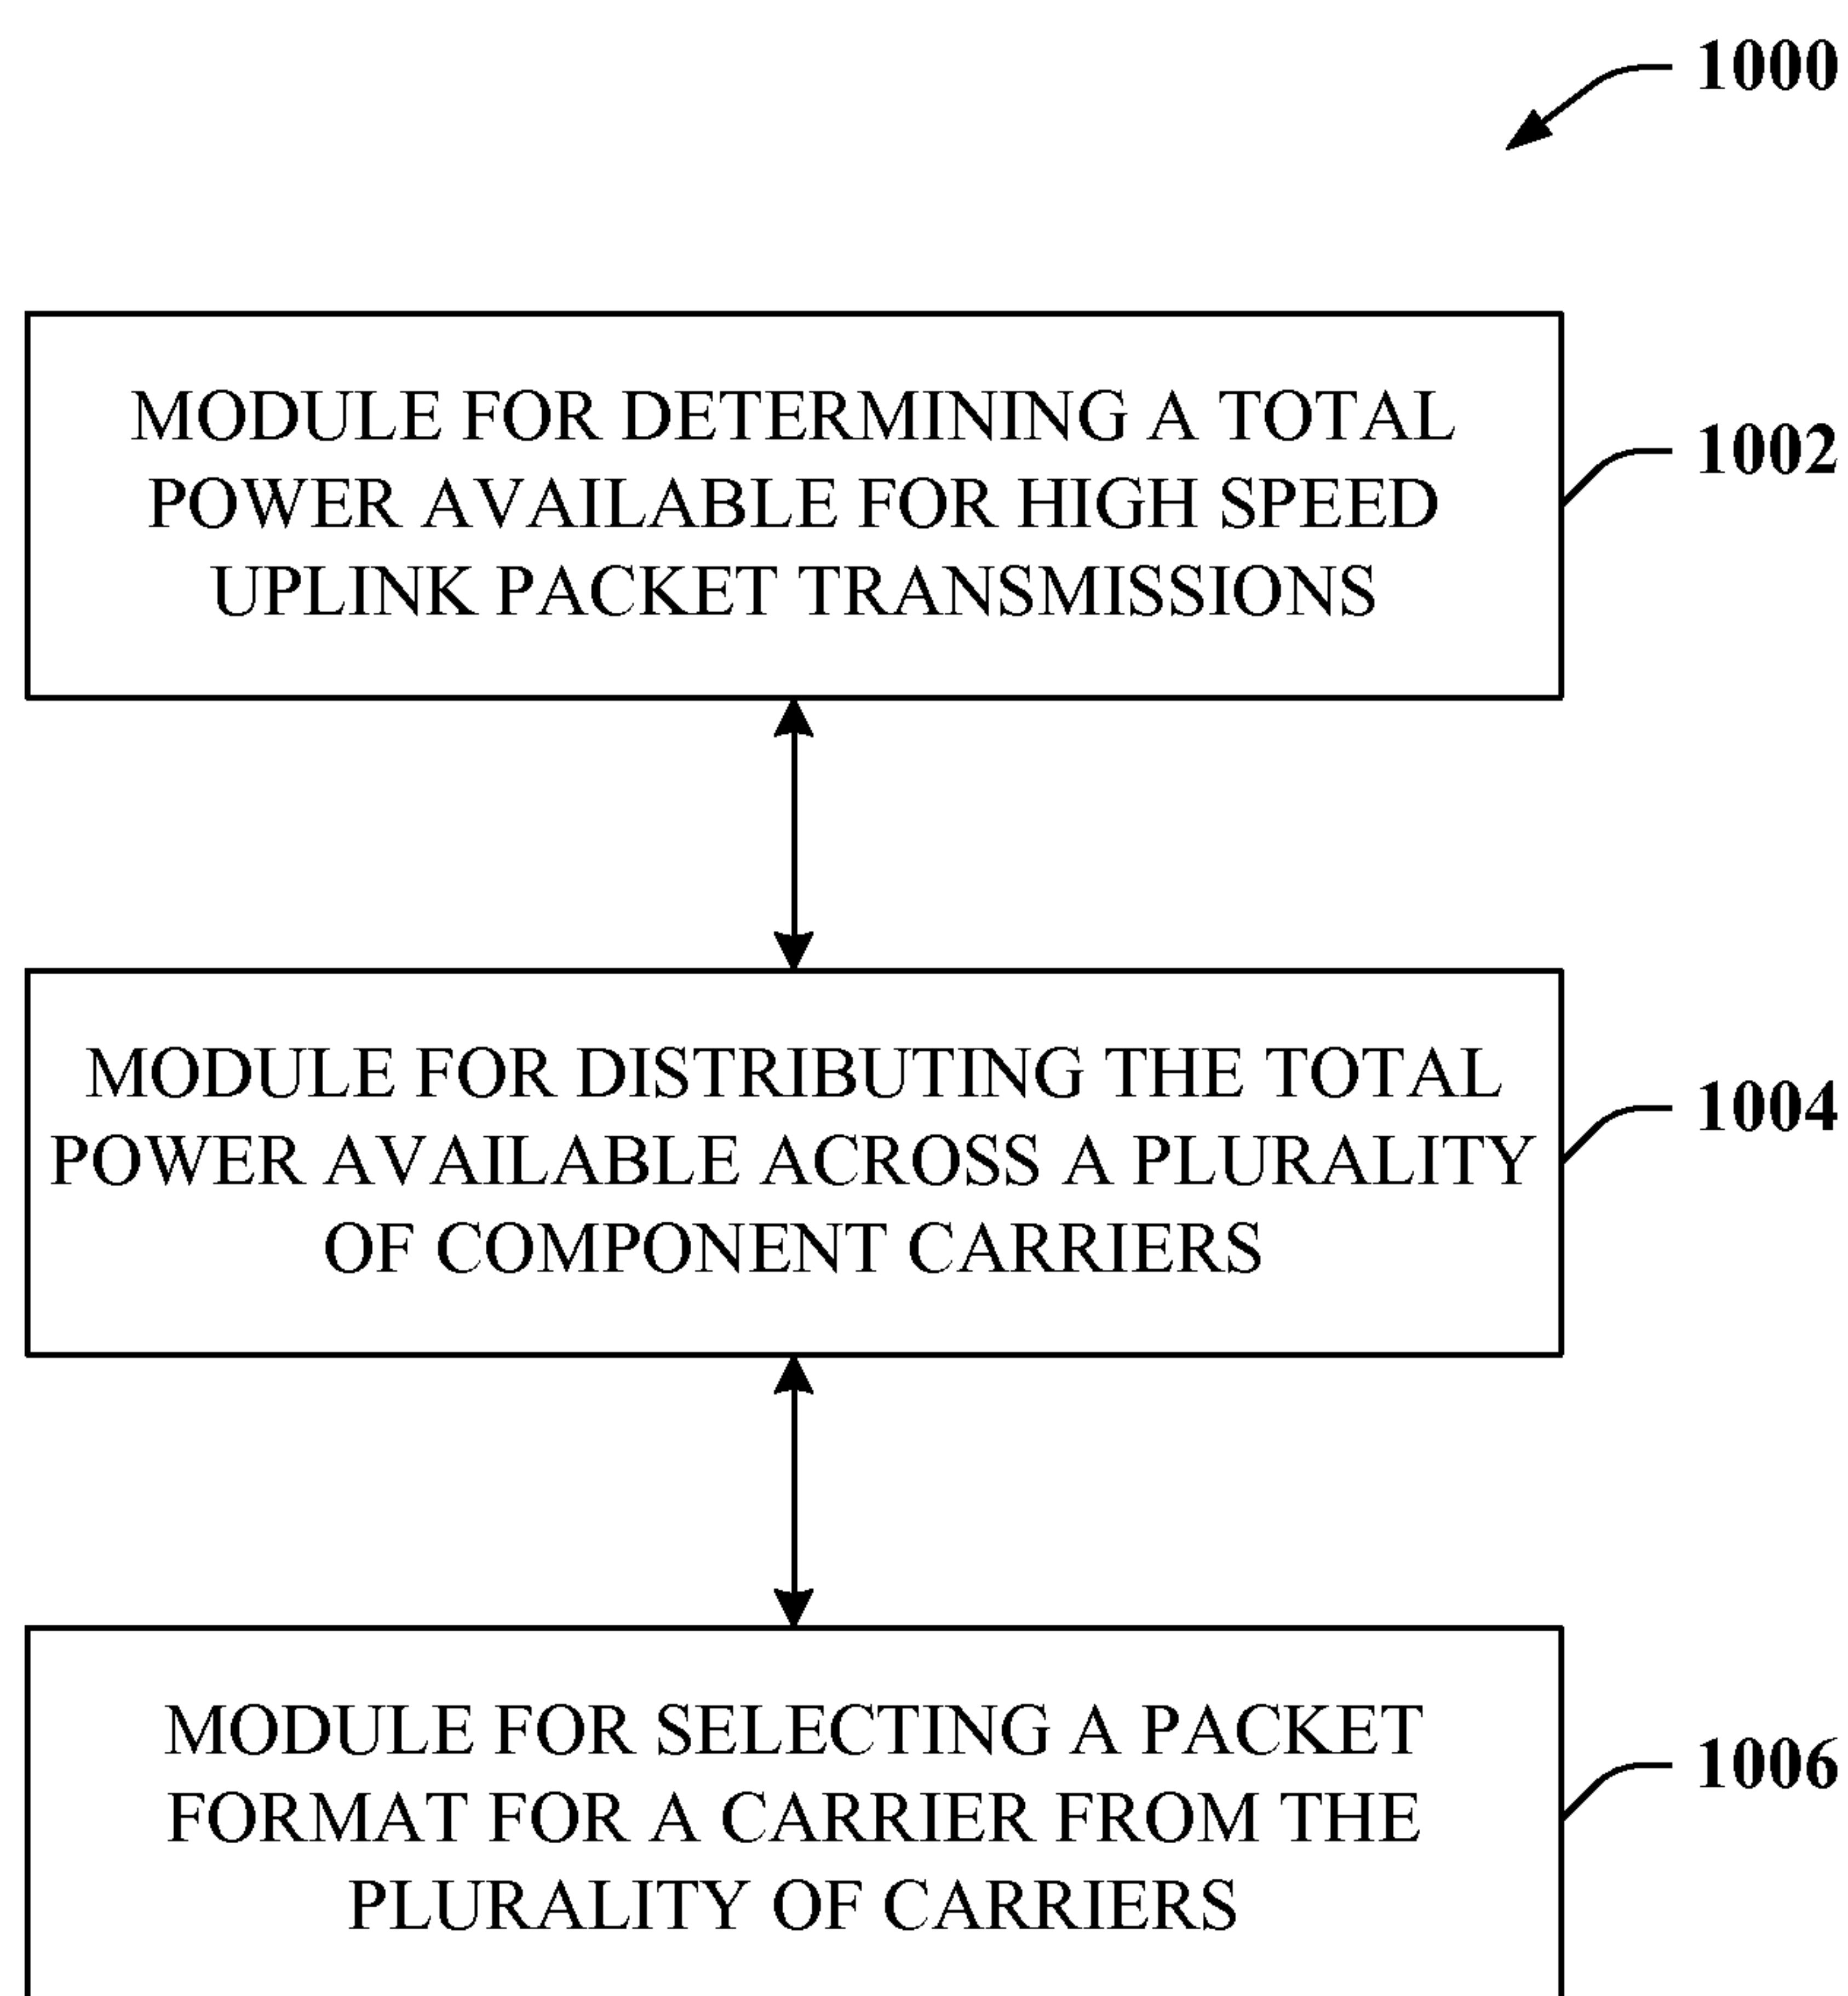 1000
MODULE FOR DETERMINING A TOTAL
POWER AVAILABLE FOR HIGH SPEED
UPLINK PACKET TRANSMISSIONS
1002
MODULE FOR DISTRIBUTING THE TOTAL
POWER AVAILABLE ACROSS A PLURALITY
OF COMPONENT CARRIERS
1004
MODULE FOR SELECTING A PACKET
FORMAT FOR A CARRIER FROM THE
PLURALITY OF CARRIERS
1006